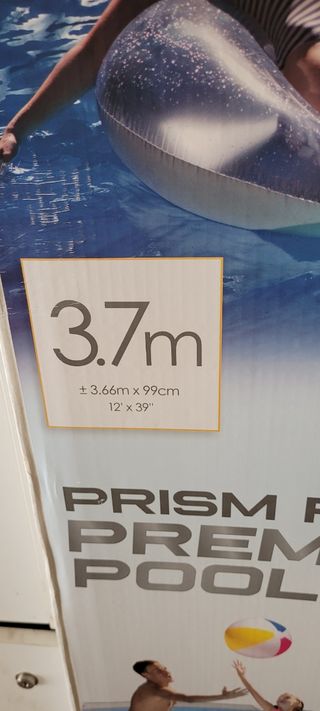 3.7m
± 3.66m x 99cm
12' x 39"
PRISM
PREM
POOL